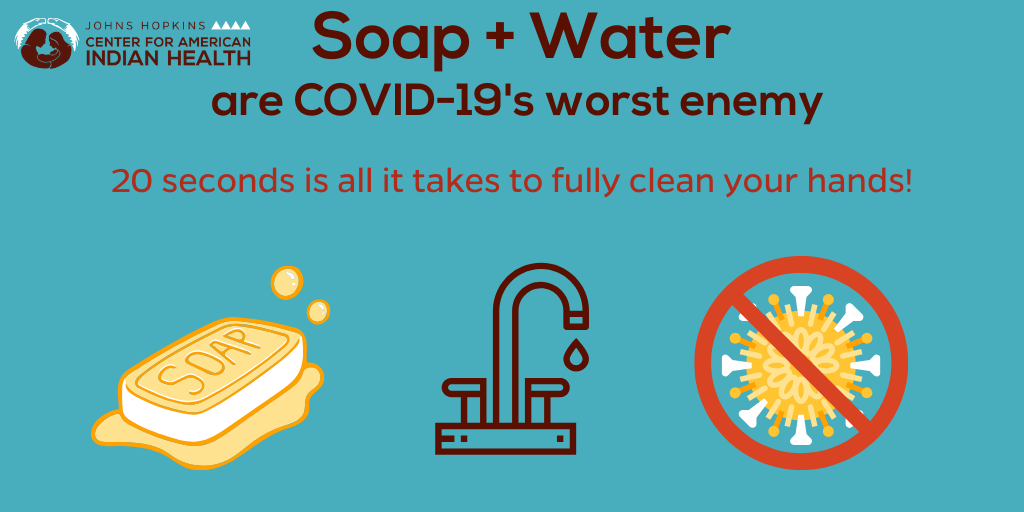 JOHNS HOPKINS
CENTER FOR AMERICAN
INDIAN HEALTH
Soap + Water
are COVID-19's worst enemy
20 seconds is all it takes to fully clean your hands!
SOAP